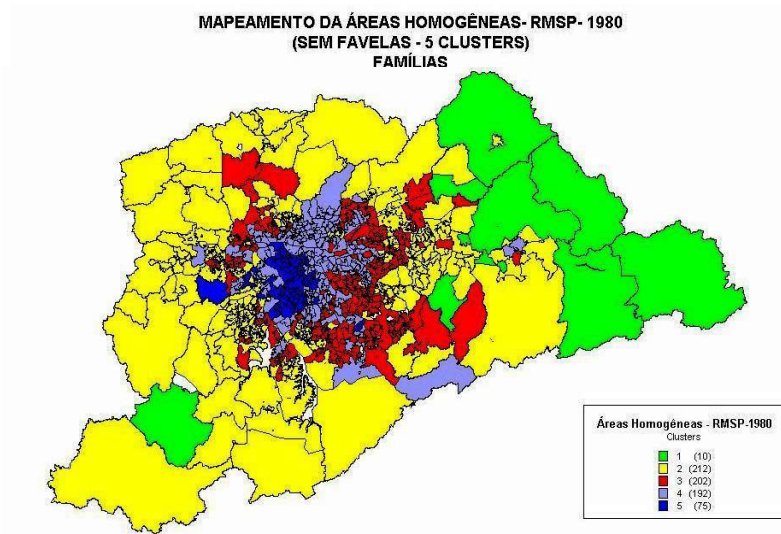 MAPEAMENTO DA ÁREAS HOMOGÊNEAS- RMSP- 1980
(SEM FAVELAS - 5 CLUSTERS)
FAMÍLIAS
Áreas Homogêneas - RMSP-1980
Clusters
1 (10)
2 (212)
3 (202)
4 (192)
5 (75)